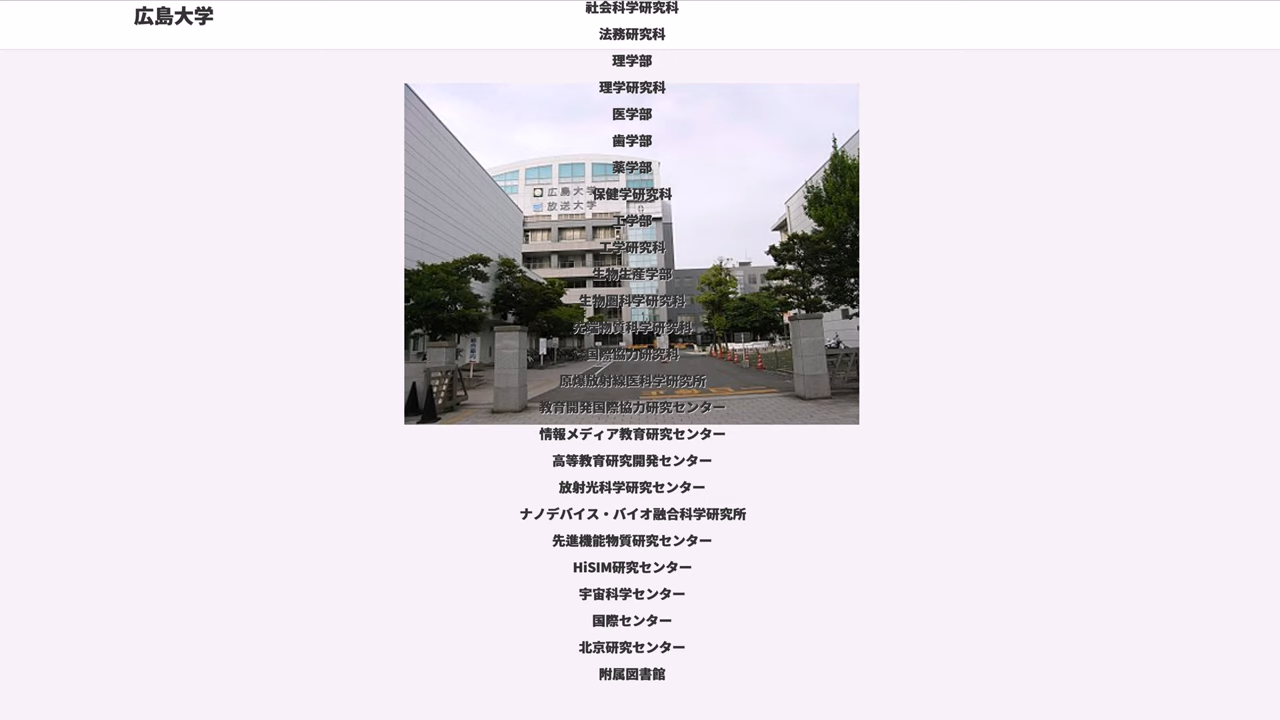 広島大学
社会科学研究科
法務研究科
理学部
理学研究科
医学部
歯学部
薬学部
広島大学
放送大学
保健学研究科
工学部
工学研究科
生物生産学部
生物圏科学研究科
先端物質科学研究科
国際協力研究科
原爆放射線医科学研究所
教育開発国際協力研究センター
情報メディア教育研究センター
高等教育研究開発センター
放射光科学研究センター
ナノデバイス・バイオ融合科学研究所
先進機能物質研究センター
HiSIM研究センター
宇宙科学センター
国際センター
北京研究センター
附属図書館